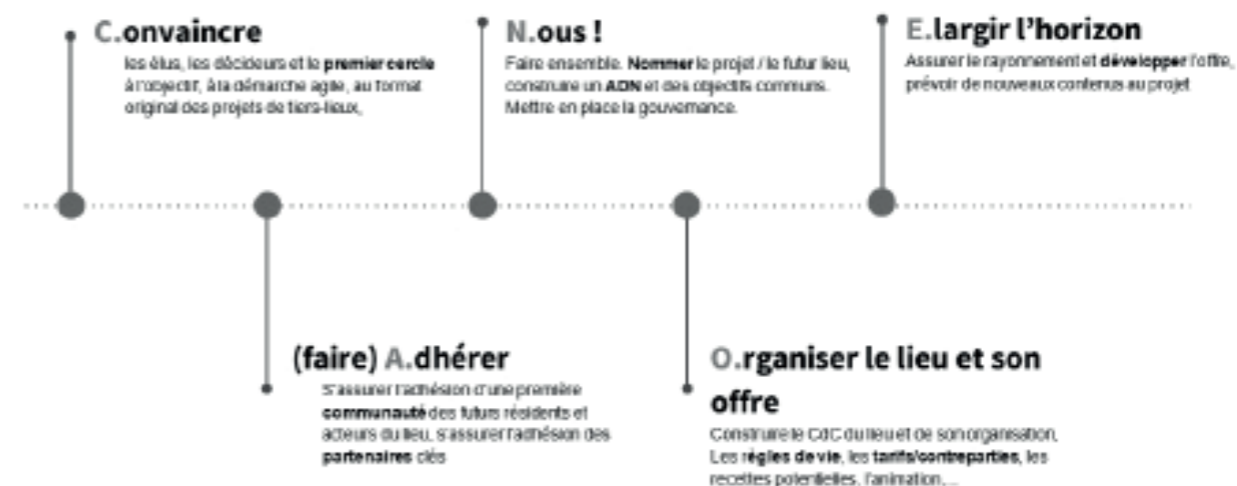 C.onvaincre
les élus, les décideurs et le premier cercle
à l'objectif, à la démarche agile, au format
original des projets de tiers-lieux,
(faire) A.dhérer
S'assurer l'adhésion d'une première
communauté des futurs résidents et
acteurs du lieu, s'assurer l'adhésion des
partenaires clés
N.ous !
Faire ensemble. Nommer le projet / le futur lieu,
construire un ADN et des objectifs communs.
Mettre en place la gouvernance.
O.rganiser le lieu et son
offre
Construire le CdC du lieu et de son organisation,
Les règles de vie, les tarifs/contreparties, les
recettes potentielles, l'animation,...
E.largir l'horizon
Assurer le rayonnement et développer l'offre,
prévoir de nouveaux contenus au projet